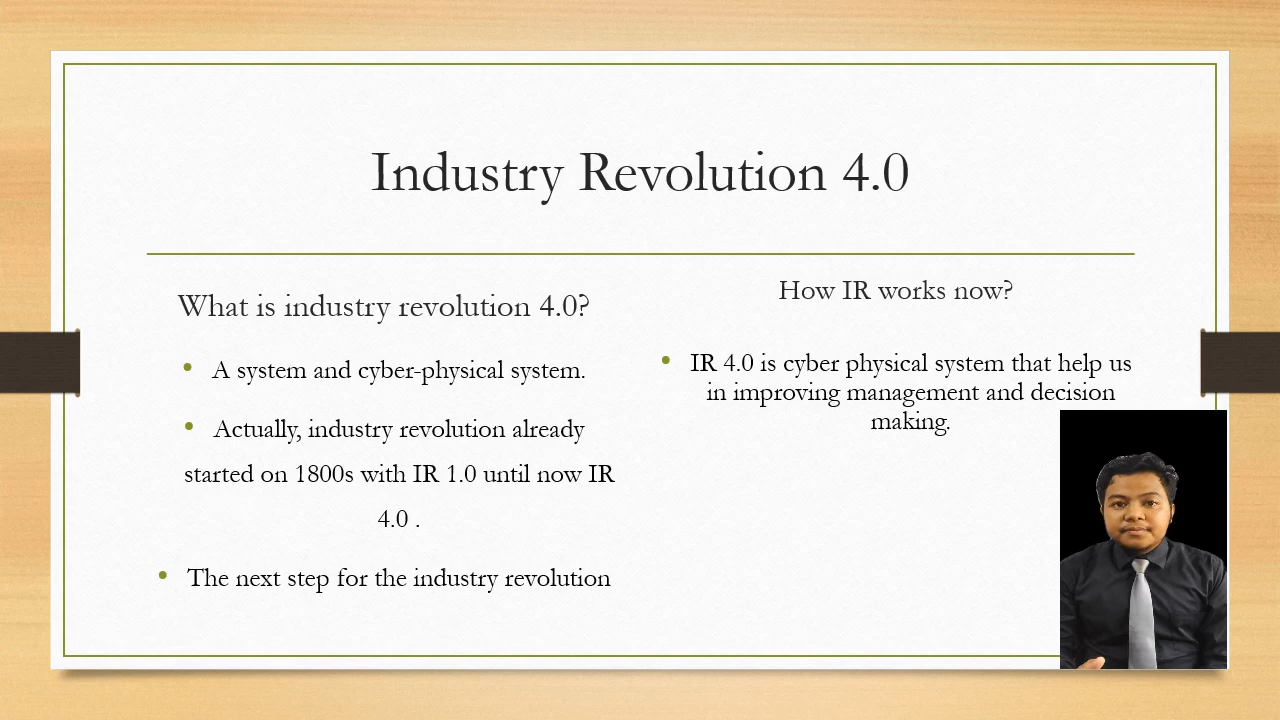 Industry Revolution 4.0
What is industry revolution 4.0?
• A system and cyber-physical system.
• Actually, industry revolution already
started on 1800s with IR 1.0 until now IR
4.0 .
• The next step for the industry revolution
How IR works now?
• IR 4.0 is cyber physical system that help us
in improving management and decision
making.